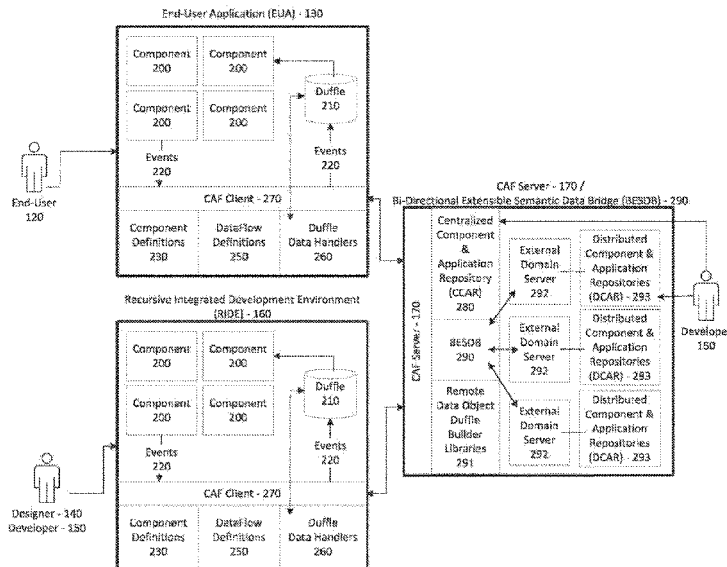 End-User Application (EUA) - 130
Component
200
Component
200
Component
200
Component
200
Duffle
210
Events
220
Events
220
CAF Client - 270
Component
Definitions
230
DataFlow
Definitions
250
Duffle
Data Handlers
260
End-User
120
Recursive Integrated Development Environment
(RIDE) - 160
Component
200
Component
200
Component
200
Component
200
Duffle
210
Events
220
Events
220
CAF Client - 270
Component
Definitions
230
DataFlow
Definitions
250
Duffle
Data Handlers
260
Designer - 140
Developer - 150
CAF Server - 170 /
Bi-Directional Extensible Semantic Data Bridge (BESDB) - 290
CAF Server - 170
Centralized
Component
&
Application
Repository
(CCAR)
280
BESDB
290
Remote
Data Object
Duffle
Builder
Libraries
291
External
Domain
Server
292
External
Domain
Server
292
External
Domain
Server
292
Distributed
Component &
Application
Repositories
(DCAR) - 293
Distributed
Component &
Application
Repositories
(DCAR) - 293
Distributed
Component &
Application
Repositories
(DCAR) - 293
Develope
150